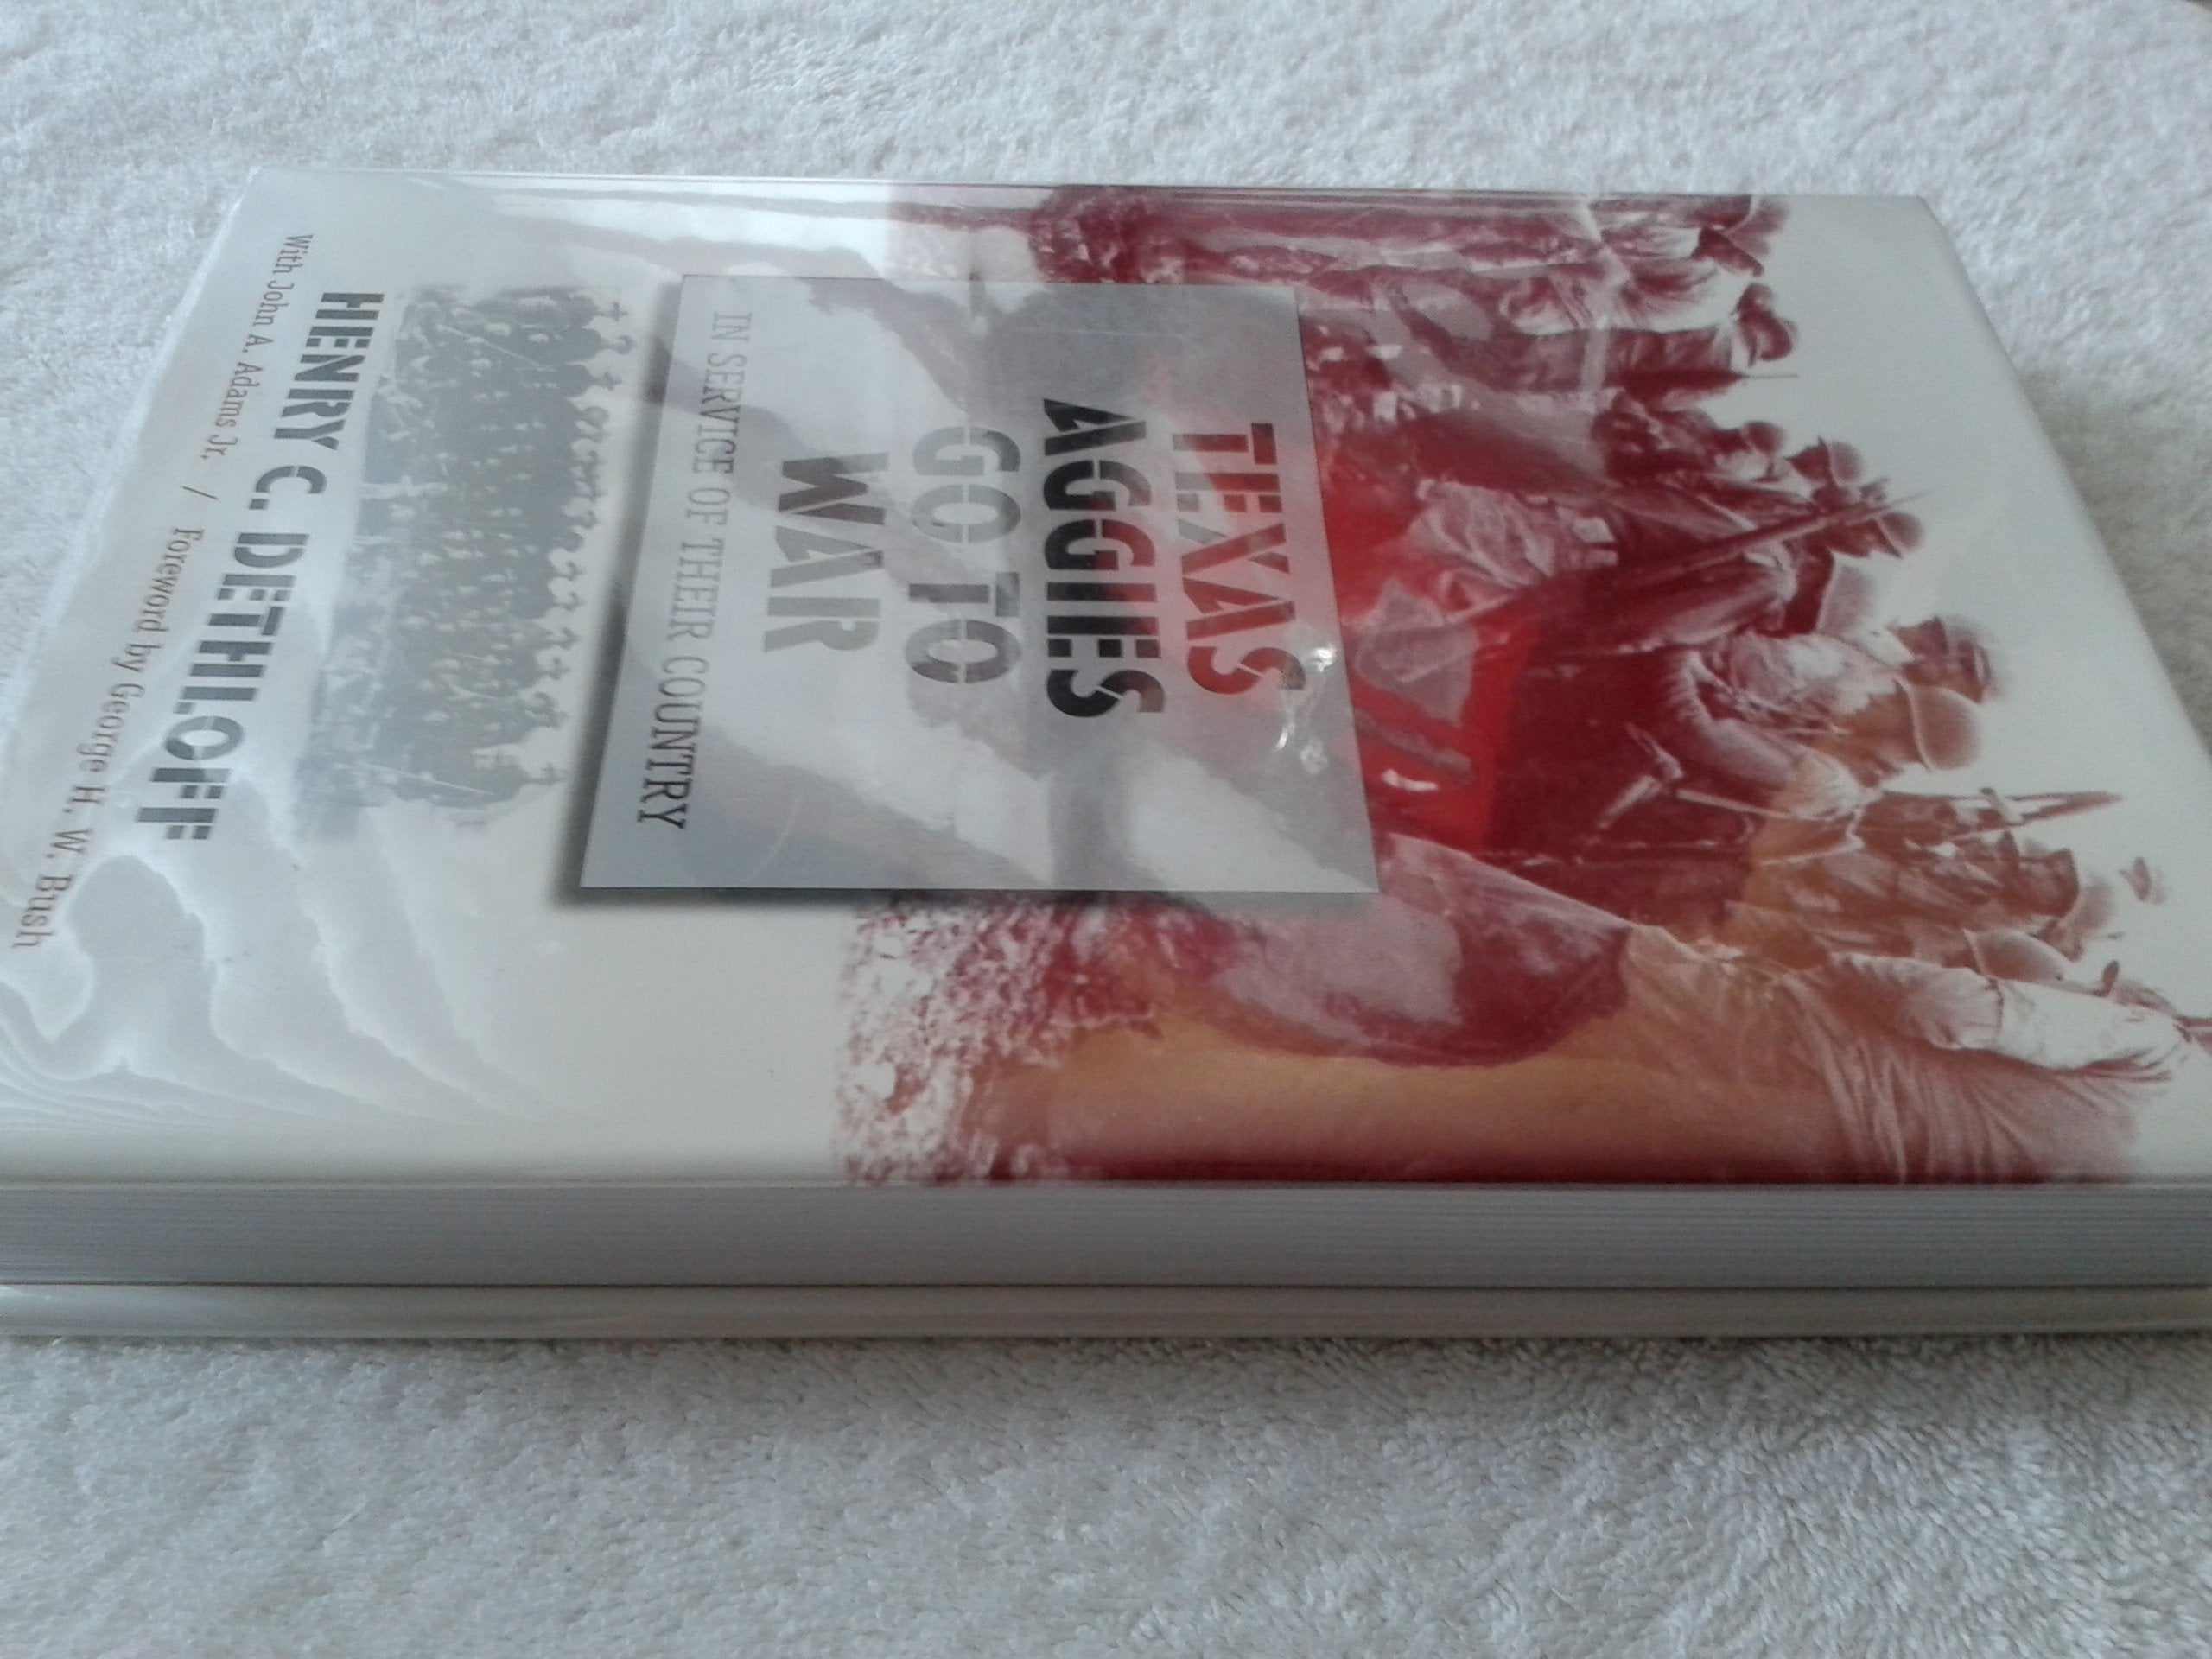 TEXAS
AGGIES
GO TO
WAR
IN SERVICE OF THEIR COUNTRY
HENRY C. DETHLOFF
With John A. Adams Jr. / Foreword by George H. W. Bush